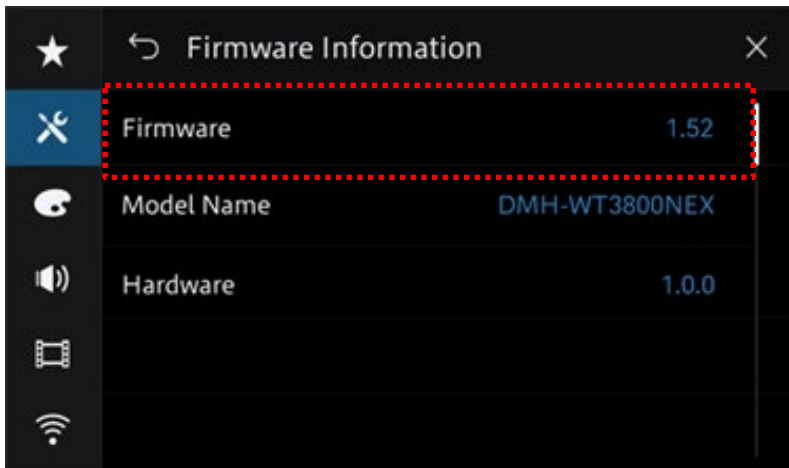 Firmware Information
Firmware 1.52
Model Name DMH-WT3800NEX
Hardware 1.0.0